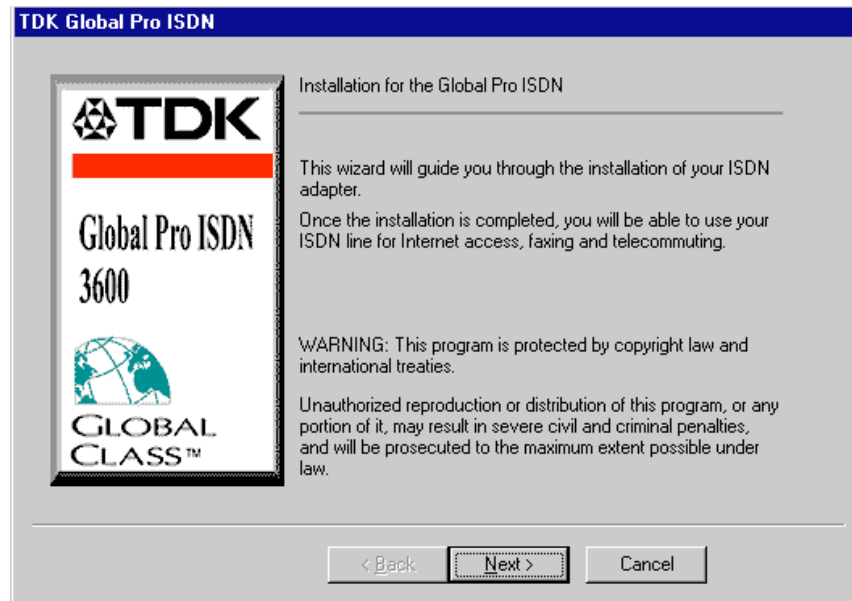 TDK Global Pro ISDN
TDK
Global Pro ISDN
3600
GLOBAL
CLASS™
Installation for the Global Pro ISDN
This wizard will guide you through the installation of your ISDN
adapter.
Once the installation is completed, you will be able to use your
ISDN line for Internet access, faxing and telecommuting.
WARNING: This program is protected by copyright law and
international treaties.
Unauthorized reproduction or distribution of this program, or any
portion of it, may result in severe civil and criminal penalties,
and will be prosecuted to the maximum extent possible under
law.
< Back
Next >
Cancel